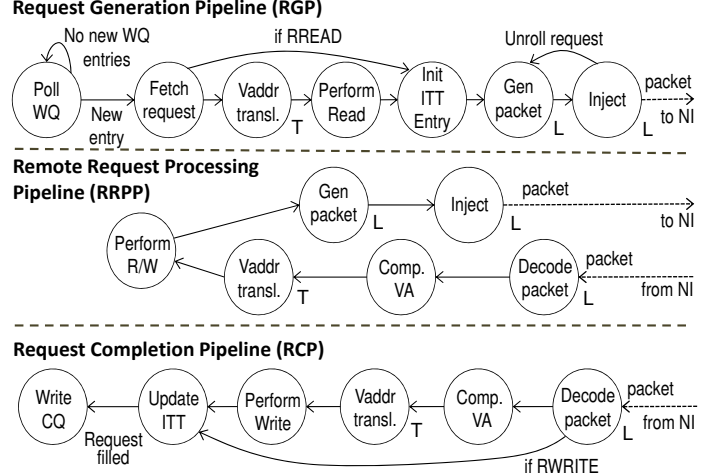 Request Generation Pipeline (RGP)
No new WQ
entries
if RREAD
Unroll request
Poll
WQ
New
entry
Fetch
request
Vaddr
transl.
T
Perform
Read
Init
ITT
Entry
Gen
packet
L
Inject
L
packet
to NI
Remote Request Processing
Pipeline (RRPP)
Gen
packet
L
Inject
L
packet
to NI
Perform
R/W
Vaddr
transl.
T
Comp.
VA
Decode
packet
L
packet
from NI
Request Completion Pipeline (RCP)
Write
CQ
Request
filled
Update
ITT
Perform
Write
Vaddr
transl.
T
Comp.
VA
Decode
packet
L
packet
from NI
if RWRITE